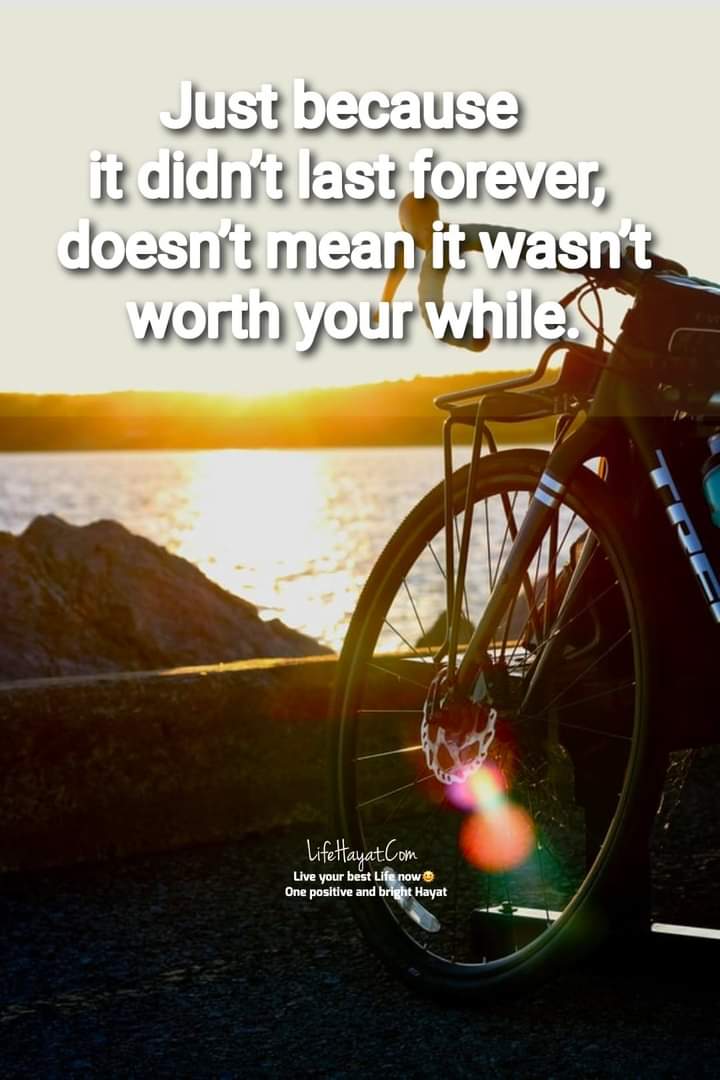 Just because
it didn’t last forever,
doesn’t mean it wasn’t
worth your while.
TREK
LifeHayat.Com
Live your best Life now😃
One positive and bright Hayat